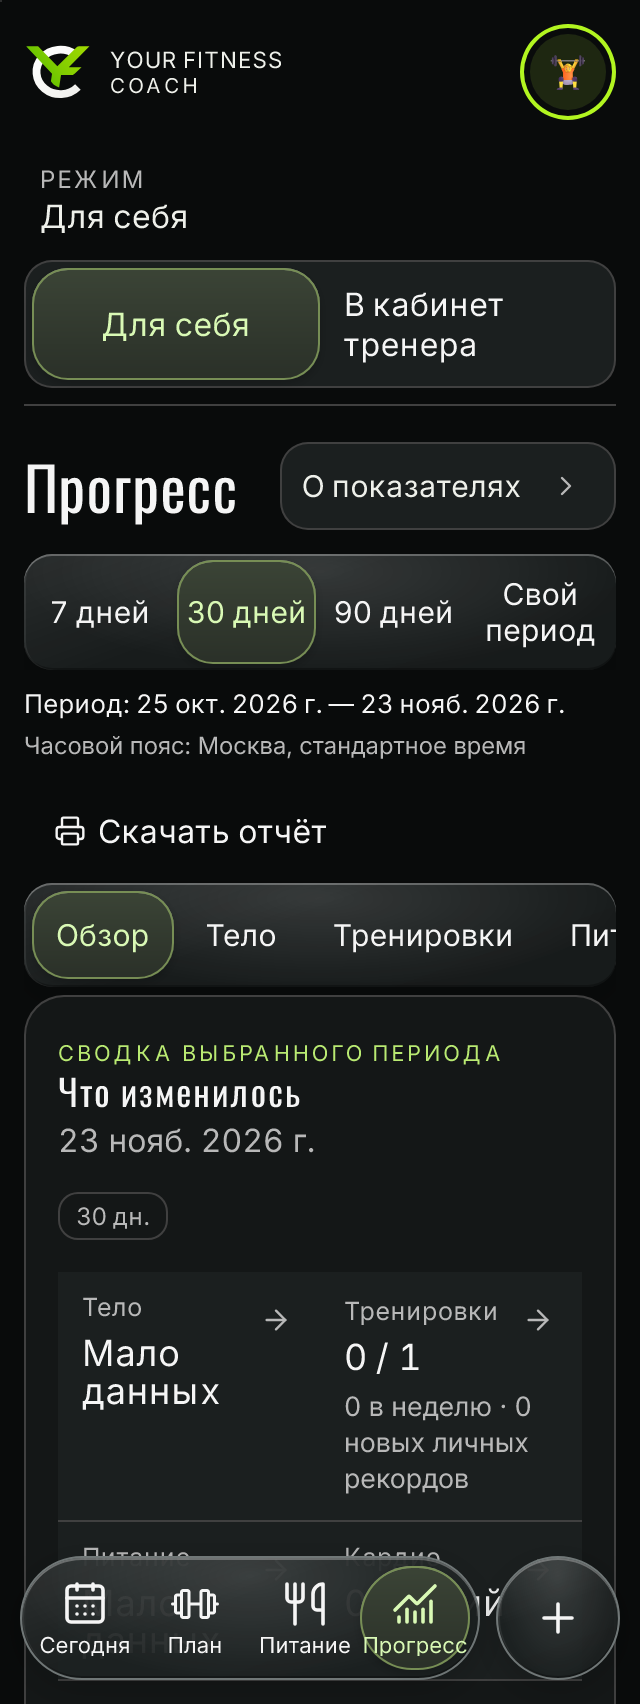 YOUR FITNESS
COACH
РЕЖИМ
Для себя
Для себя
В кабинет
тренера
Прогресс
О показателях
7 дней
30 дней
90 дней
Свой
период
Период: 25 окт. 2026 г. — 23 нояб. 2026 г.
Часовой пояс: Москва, стандартное время
Скачать отчёт
Обзор
Тело
Тренировки
Пит
СВОДКА ВЫБРАННОГО ПЕРИОДА
Что изменилось
23 нояб. 2026 г.
30 дн.
Тело
Мало
данных
Тренировки
0 / 1
0 в неделю · 0
новых личных
рекордов
Питание
Кардио
Сегодня
План
Питание
Прогресс